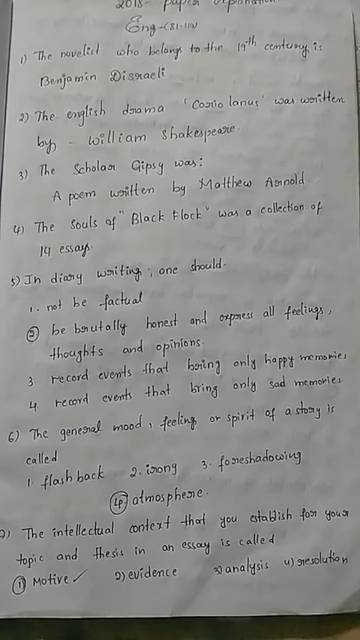 2018- paper explanation
Eng-(SI-111)
1) The novelist who belongs to the 19th century is
Benjamin Disraeli
2) The english drama 'Corio lanus' was written
by - william Shakespeare.
3) The Scholar Gipsy was:
A poem written by Matthew Arnold
4) The Souls of "Black Flock" was a collection of
14 essays.
5) In diary writing, one should.
1. not be factual
2 be brutally honest and express all feelings,
thoughts and opinions.
3 record events that bring only happy memories
4 record events that bring only sad memories
6) The general mood, feeling or spirit of a story is
called
1. flash back 2. irony 3. foreshadowing
4. atmosphere.
7) The intellectual context that you establish for your
topic and thesis in an essay is called
1) Motive ✓ 2) evidence 3) analysis 4) resolution